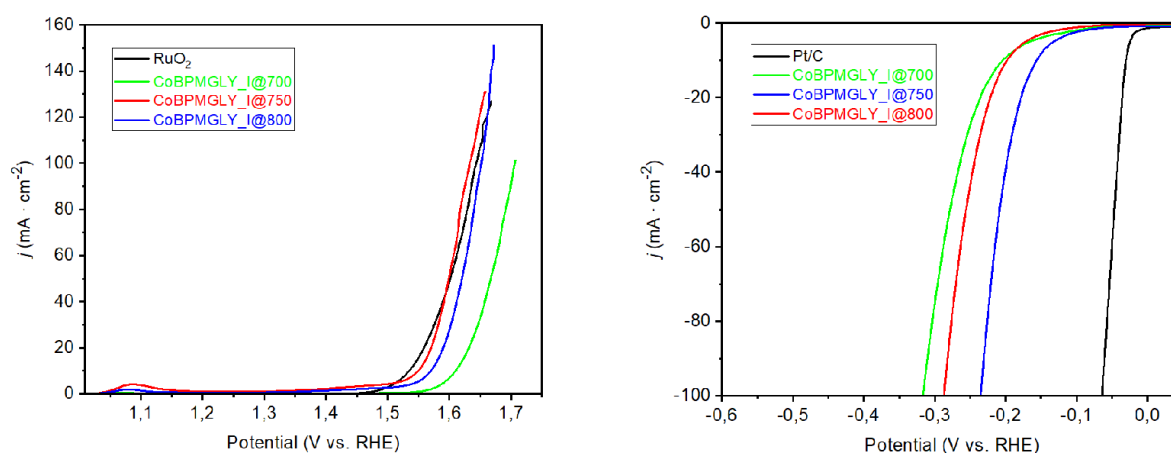 160
140
120
100
80
60
40
20
0
j (mA · cm-2)
RuO2
CoBPMGLY_I@700
CoBPMGLY_I@750
CoBPMGLY_I@800
1,1 1,2 1,3 1,4 1,5 1,6 1,7
Potential (V vs. RHE)
0
-20
-40
-60
-80
-100
j (mA · cm-2)
Pt/C
CoBPMGLY_I@700
CoBPMGLY_I@750
CoBPMGLY_I@800
-0,6 -0,5 -0,4 -0,3 -0,2 -0,1 0,0
Potential (V vs. RHE)